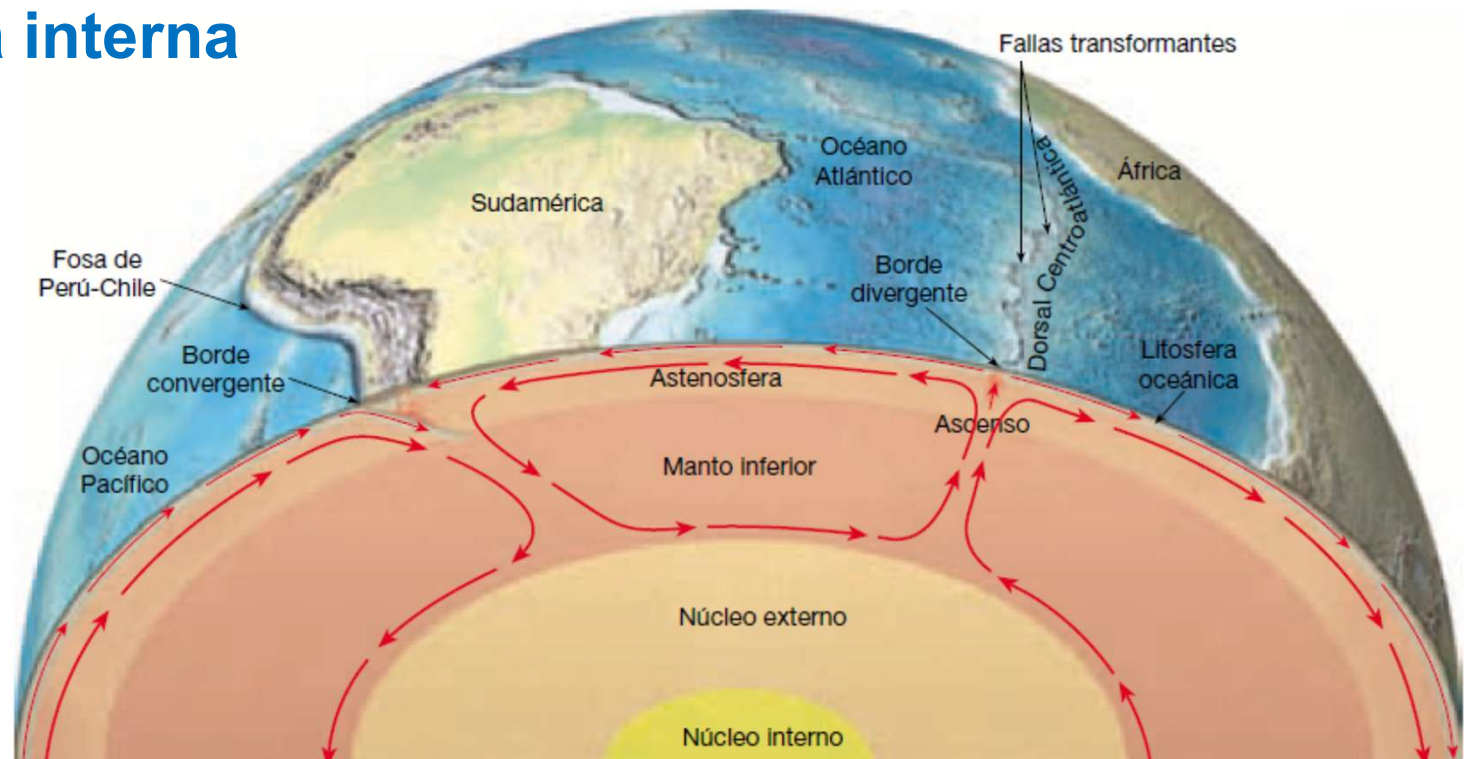 a interna
Fallas transformantes
Océano
Atlántico
África
Sudamérica
Dorsal Centroatlántica
Fosa de
Perú-Chile
Borde
divergente
Borde
convergente
Litosfera
oceánica
Astenosfera
Ascenso
Océano
Pacífico
Manto inferior
Núcleo externo
Núcleo interno